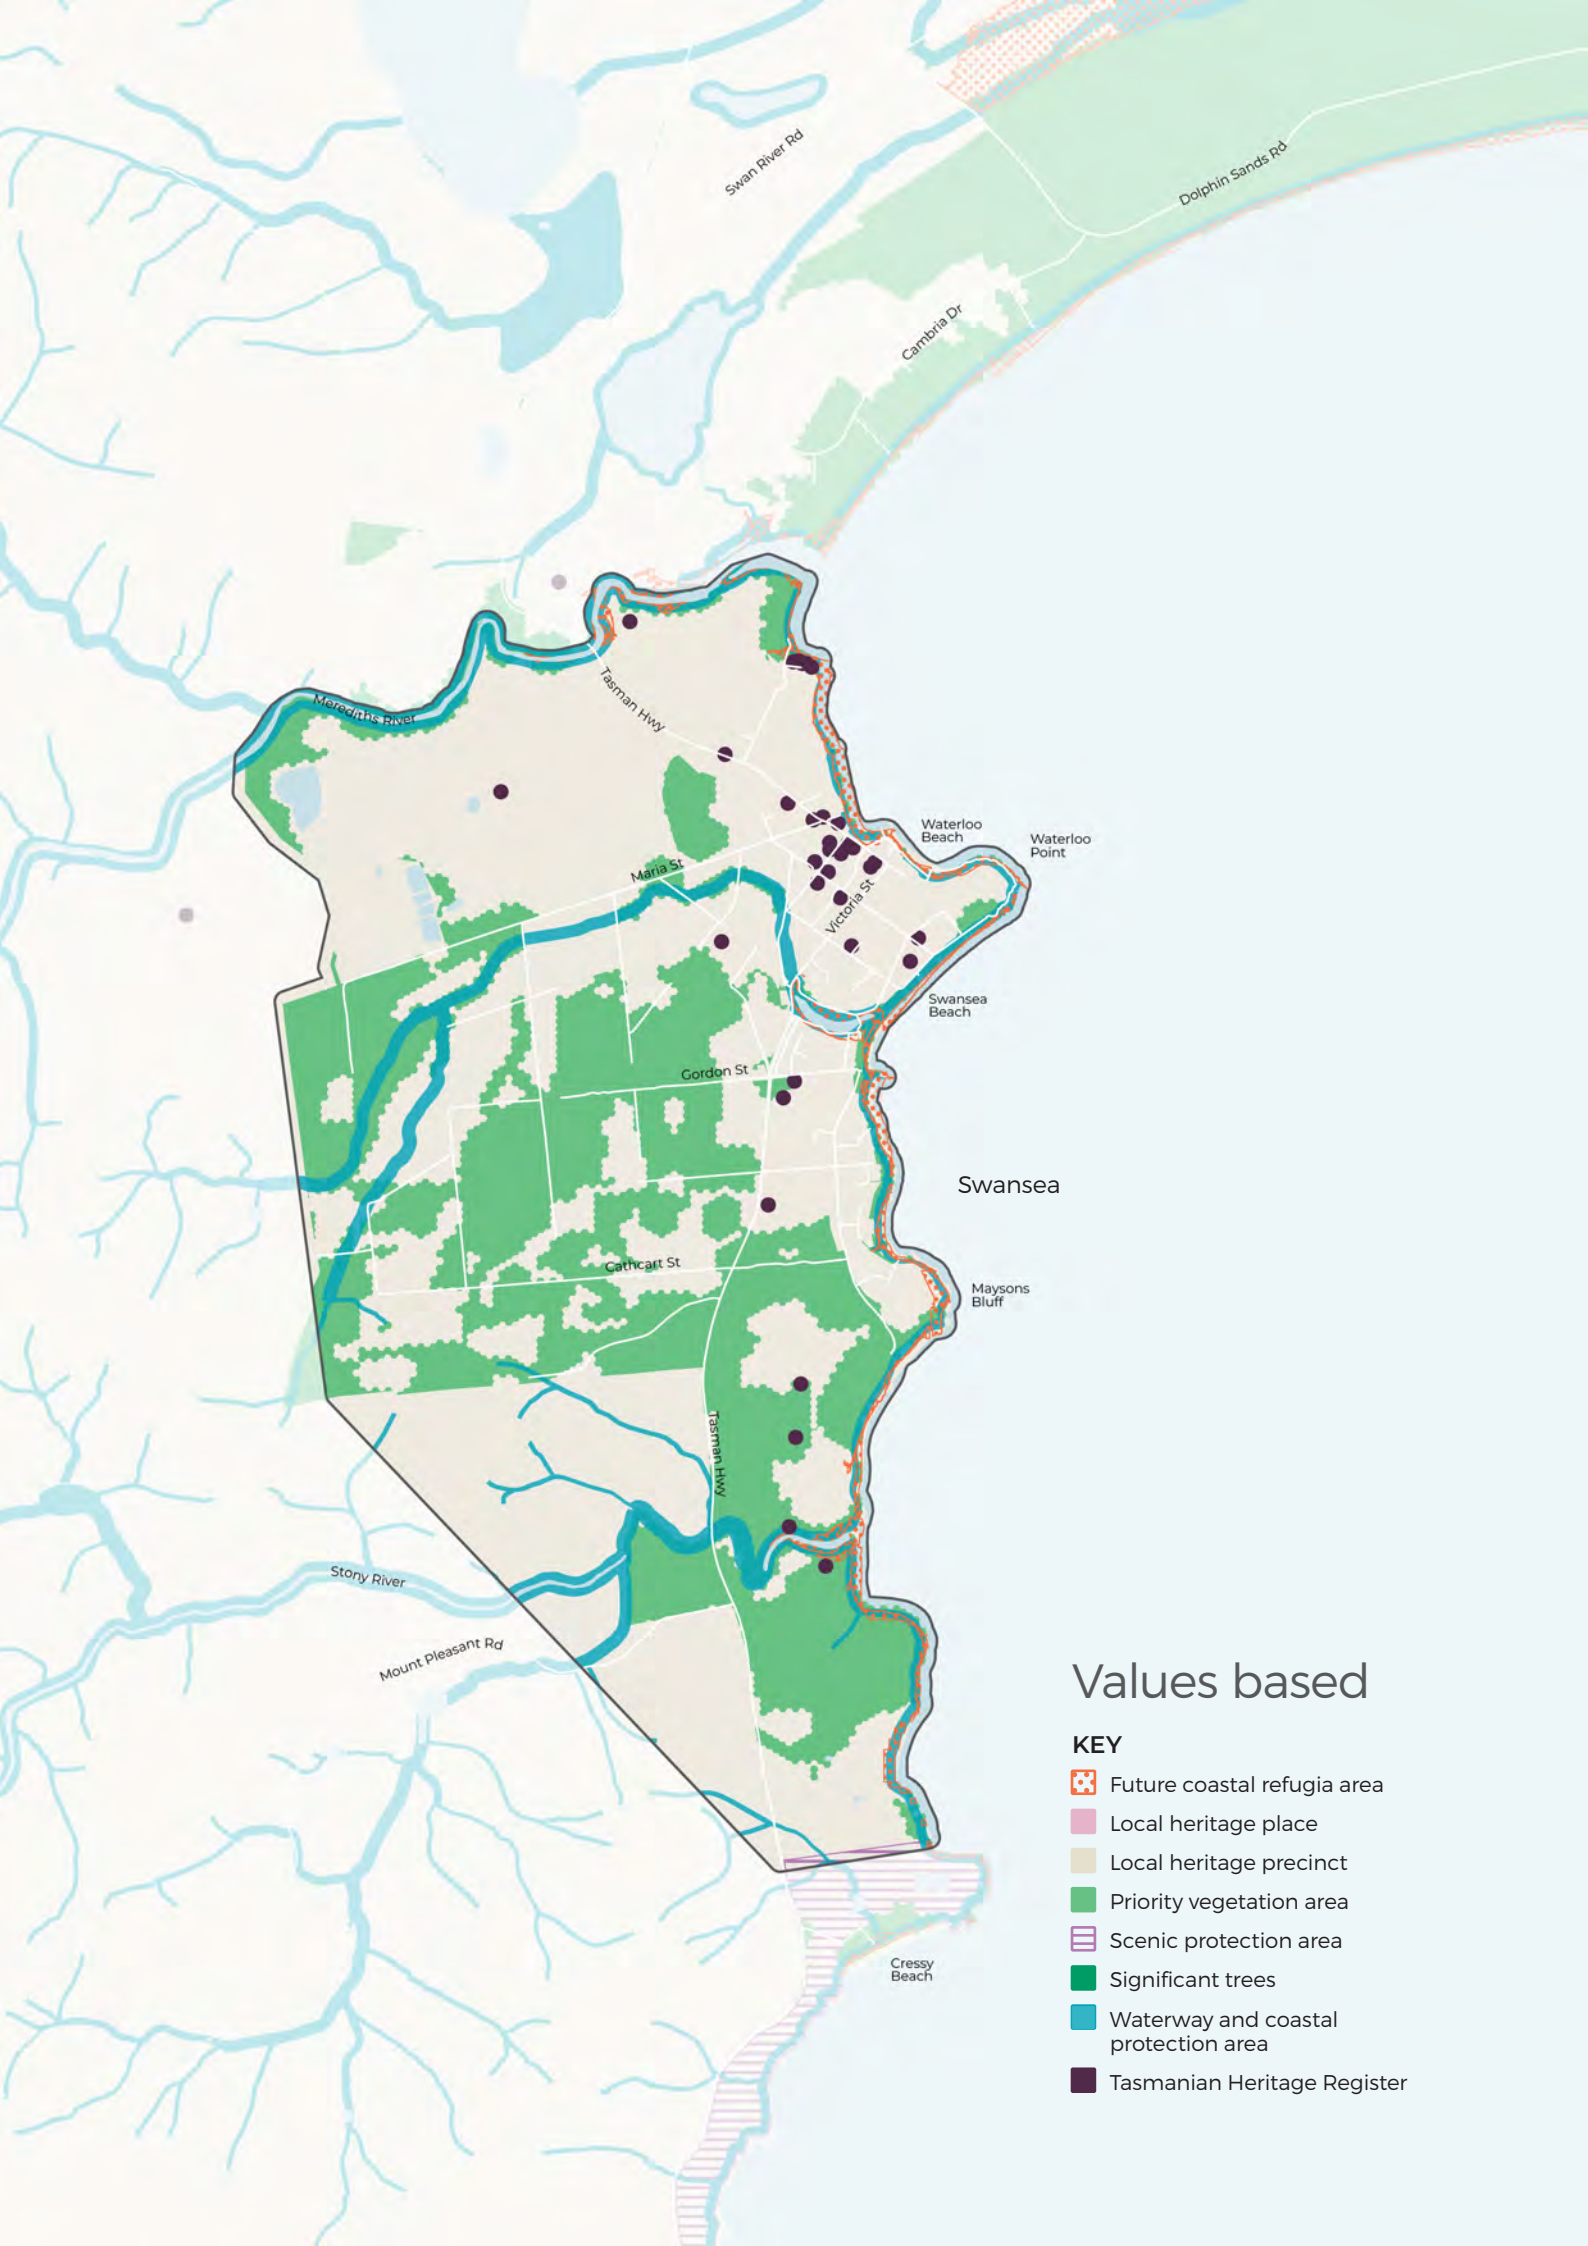 Swan River Rd
Dolphin Sands Rd
Cambria Dr
Merediths River
Tasman Hwy
Waterloo
Beach
Waterloo
Point
Maria St
Victoria St
Swansea
Beach
Gordon St
Swansea
Cathcart St
Maysons
Bluff
Tasman Hwy
Stony River
Mount Pleasant Rd
Cressy
Beach
Values based
KEY
Future coastal refugia area
Local heritage place
Local heritage precinct
Priority vegetation area
Scenic protection area
Significant trees
Waterway and coastal
protection area
Tasmanian Heritage Register